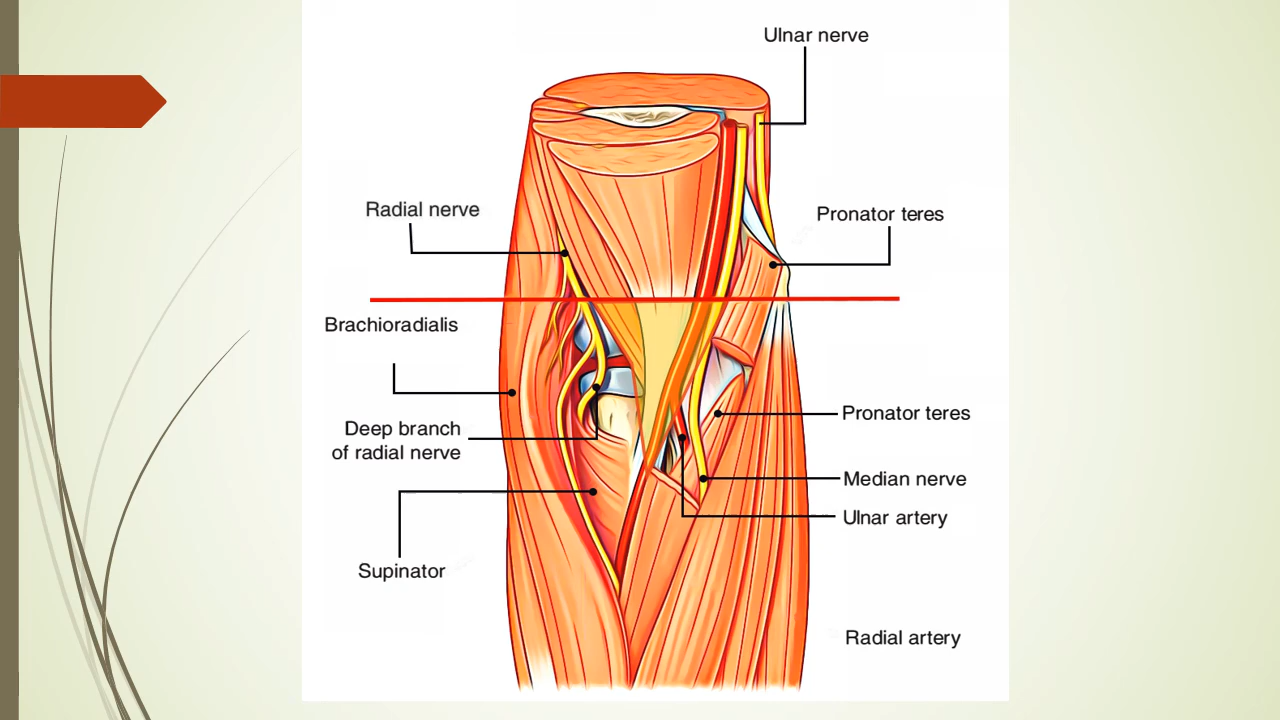 Ulnar nerve
Radial nerve
Pronator teres
Brachioradialis
Deep branch
of radial nerve
Pronator teres
Median nerve
Ulnar artery
Supinator
Radial artery